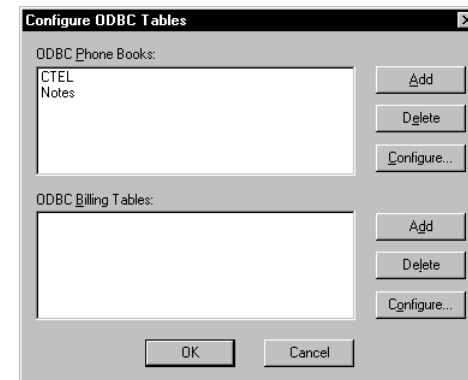 Configure ODBC Tables
ODBC Phone Books:
CTEL
Notes
Add
Delete
Configure...
ODBC Billing Tables:
Add
Delete
Configure...
OK
Cancel